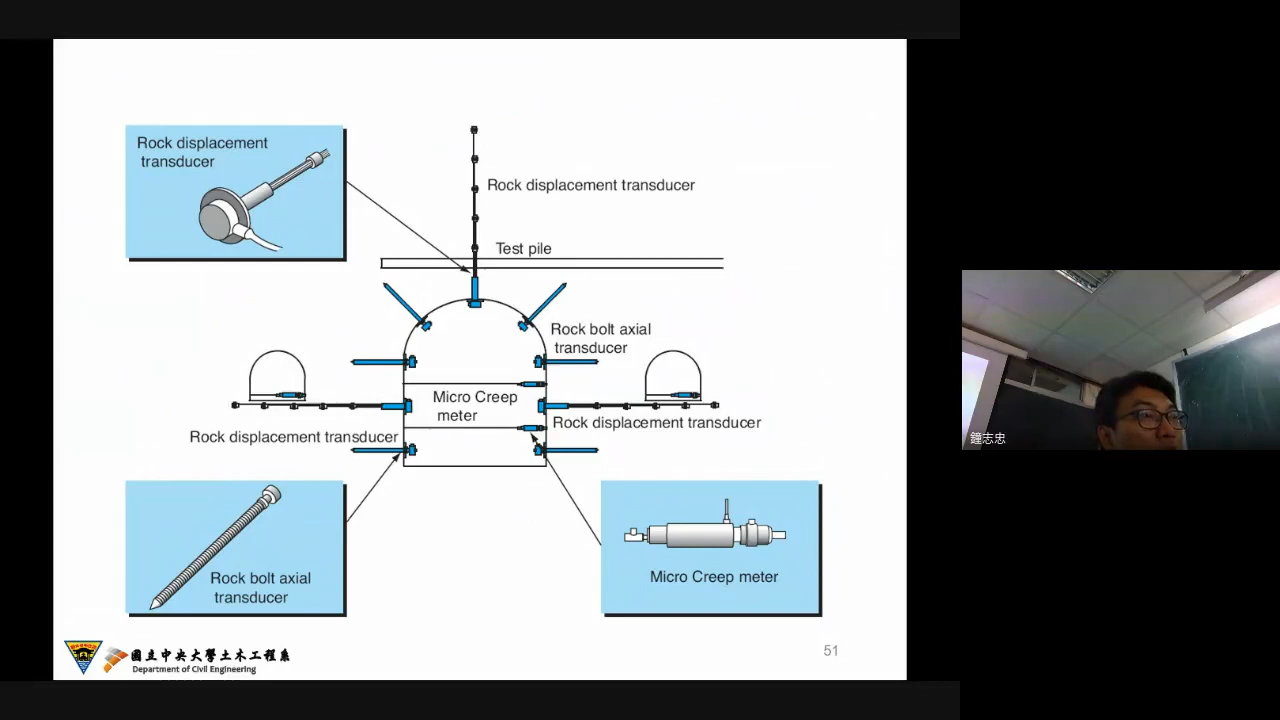 Rock displacement
transducer
Rock displacement transducer
Test pile
Rock bolt axial
transducer
Micro Creep
meter
Rock displacement transducer
Rock displacement transducer
Rock bolt axial
transducer
Micro Creep meter
國立中央大學土木工程系
Department of Civil Engineering
51
鐘志忠